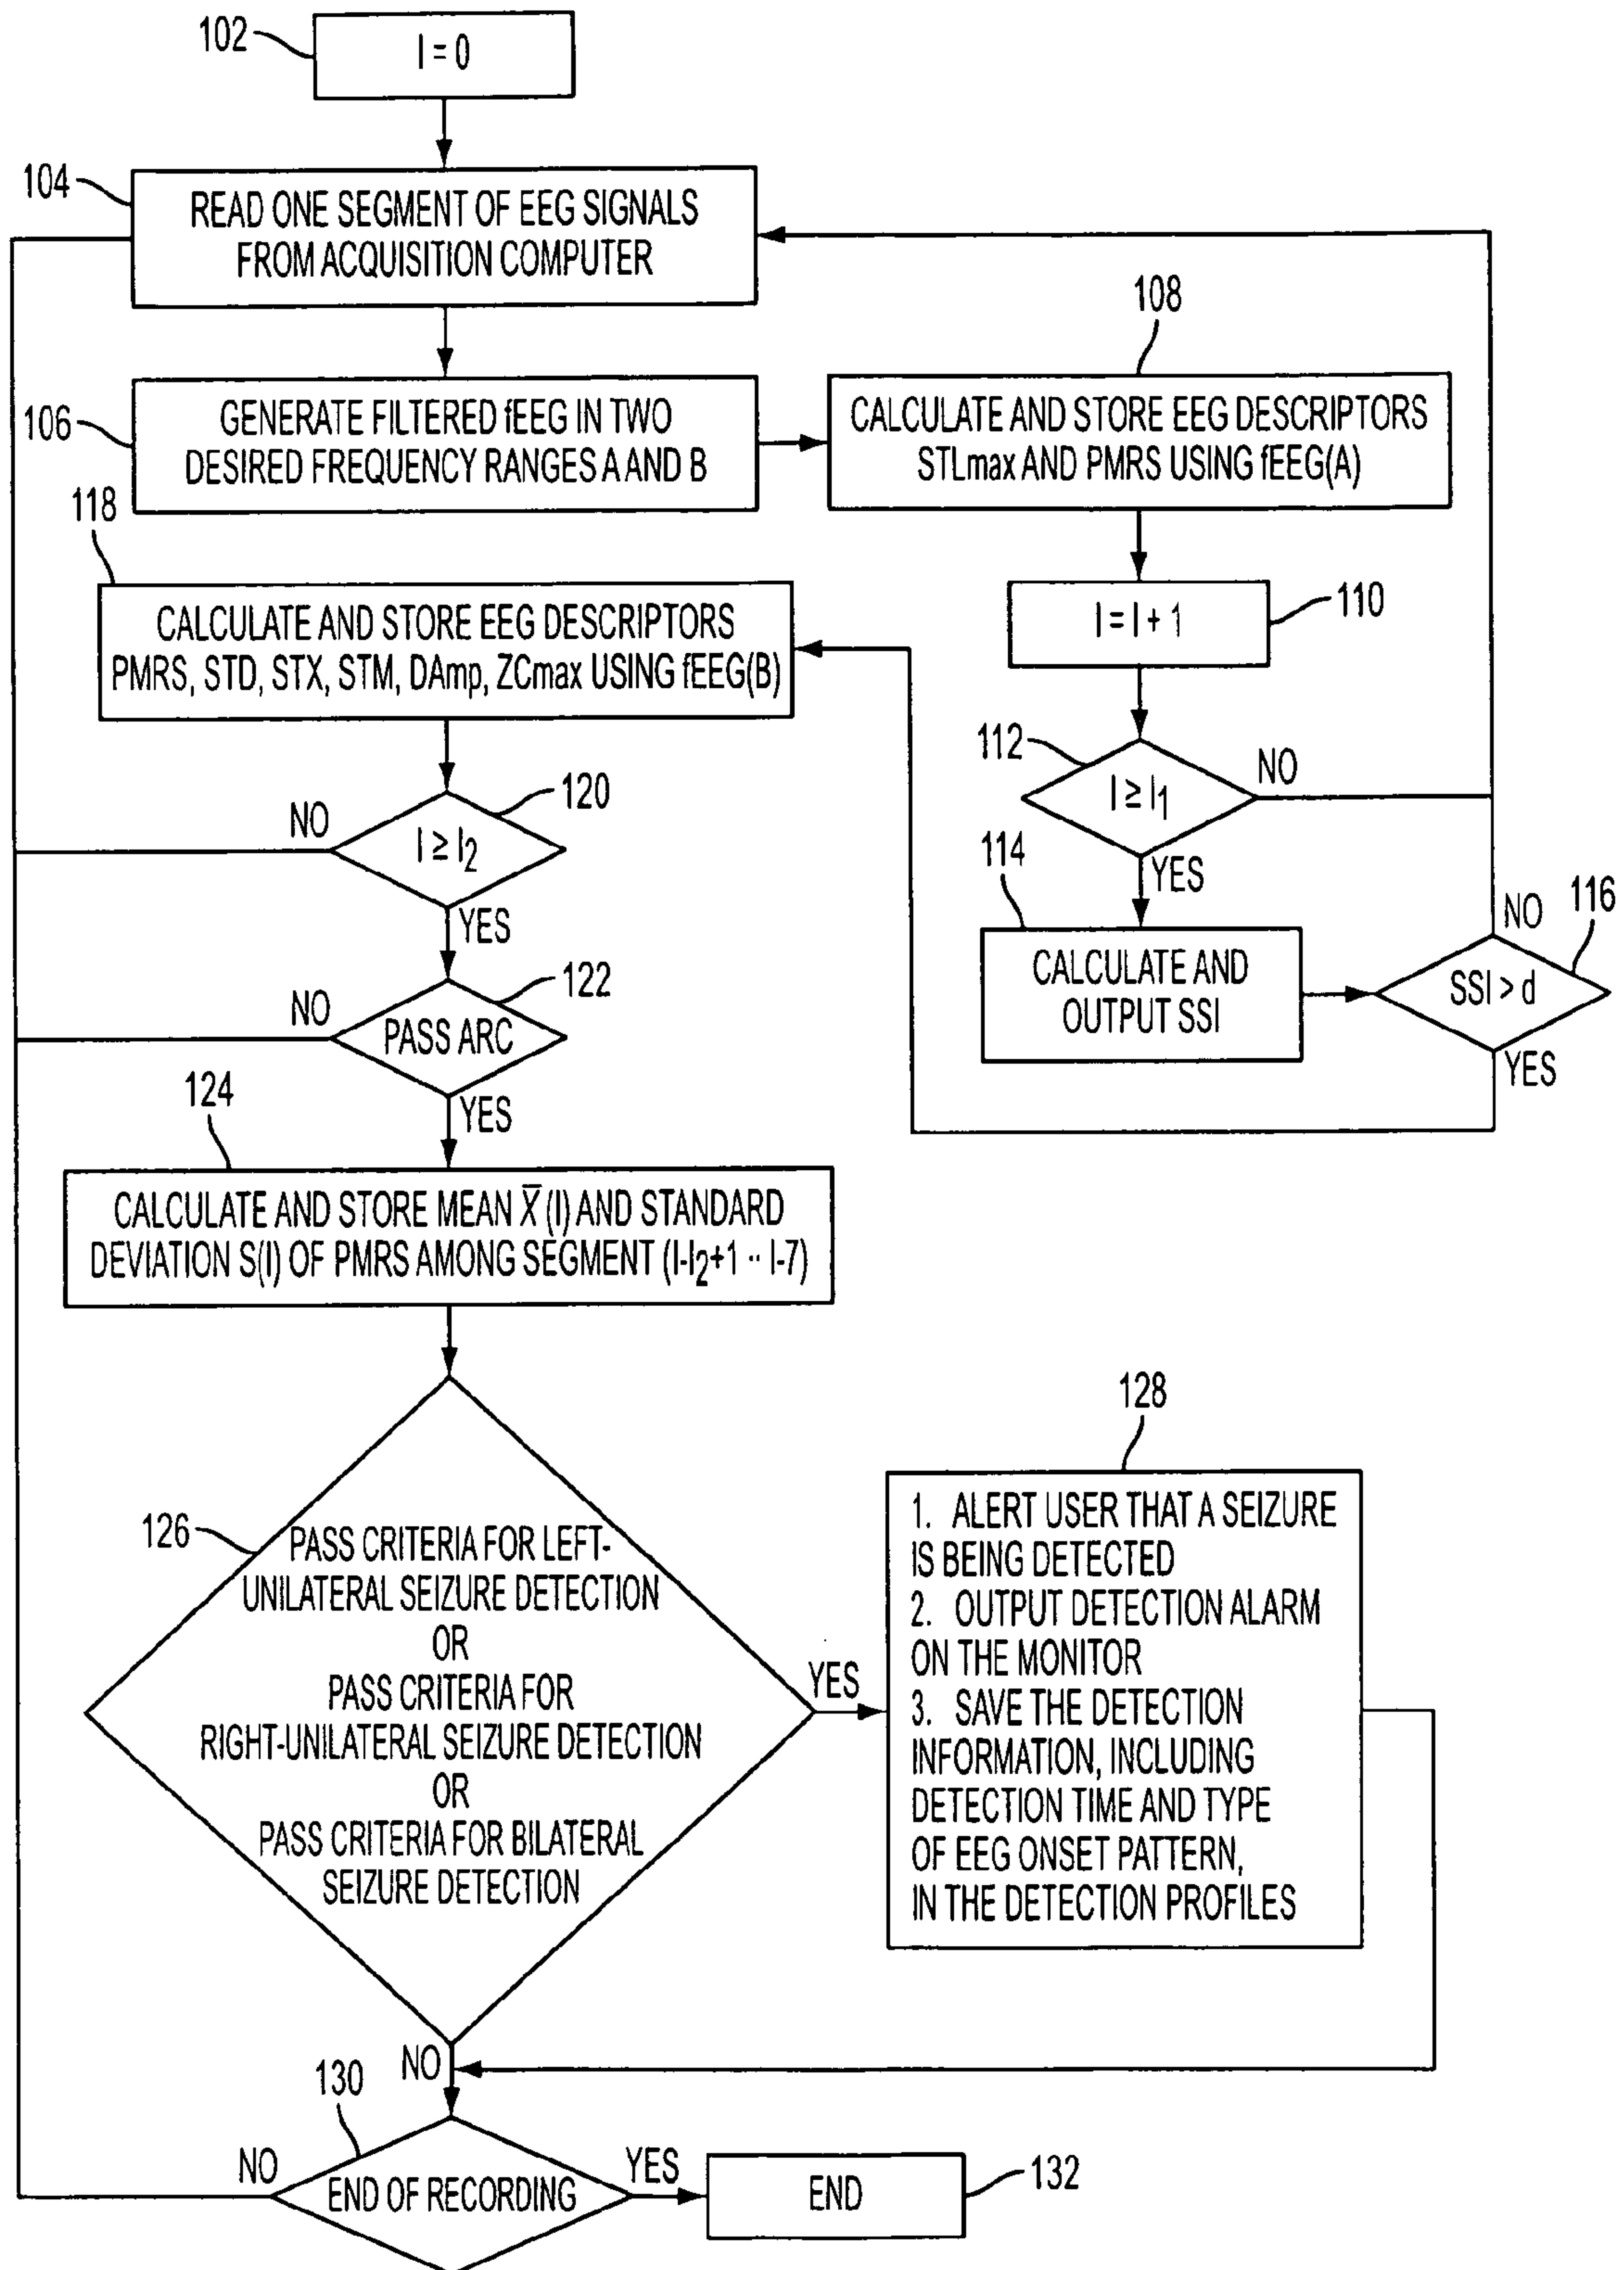 102
I = 0
104
READ ONE SEGMENT OF EEG SIGNALS
FROM ACQUISITION COMPUTER
106
GENERATE FILTERED fEEG IN TWO
DESIRED FREQUENCY RANGES A AND B
108
CALCULATE AND STORE EEG DESCRIPTORS
STLmax AND PMRS USING fEEG(A)
110
I = I + 1
112
I ≥ I1
NO
YES
114
CALCULATE AND
OUTPUT SSI
116
SSI > d
NO
YES
118
CALCULATE AND STORE EEG DESCRIPTORS
PMRS, STD, STX, STM, DAmp, ZCmax USING fEEG(B)
120
I ≥ I2
NO
YES
122
PASS ARC
NO
YES
124
CALCULATE AND STORE MEAN X̅ (I) AND STANDARD
DEVIATION S(I) OF PMRS AMONG SEGMENT (I-I2+1 ·· I-7)
126
PASS CRITERIA FOR LEFT-
UNILATERAL SEIZURE DETECTION
OR
PASS CRITERIA FOR
RIGHT-UNILATERAL SEIZURE DETECTION
OR
PASS CRITERIA FOR BILATERAL
SEIZURE DETECTION
YES
NO
128
1. ALERT USER THAT A SEIZURE
IS BEING DETECTED
2. OUTPUT DETECTION ALARM
ON THE MONITOR
3. SAVE THE DETECTION
INFORMATION, INCLUDING
DETECTION TIME AND TYPE
OF EEG ONSET PATTERN,
IN THE DETECTION PROFILES
130
END OF RECORDING
NO
YES
END
132